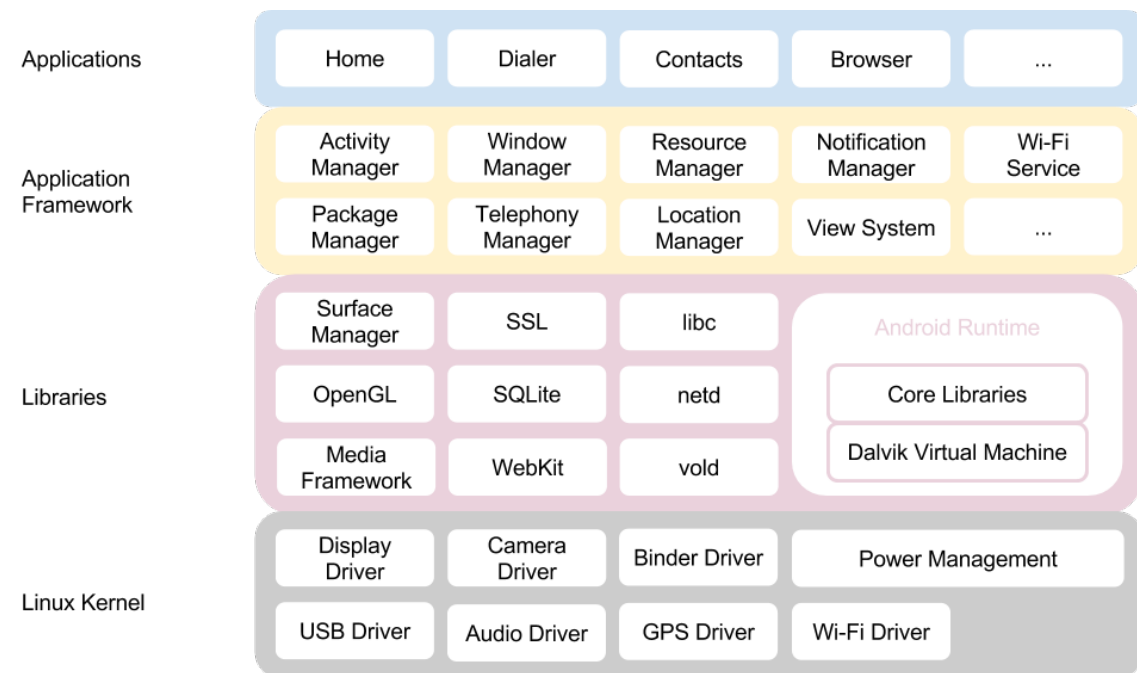 Applications
Home
Dialer
Contacts
Browser
...
Application
Framework
Activity
Manager
Window
Manager
Resource
Manager
Notification
Manager
Wi-Fi
Service
Package
Manager
Telephony
Manager
Location
Manager
View System
...
Libraries
Surface
Manager
SSL
libc
OpenGL
SQLite
netd
Media
Framework
WebKit
vold
Android Runtime
Core Libraries
Dalvik Virtual Machine
Linux Kernel
Display
Driver
Camera
Driver
Binder Driver
Power Management
USB Driver
Audio Driver
GPS Driver
Wi-Fi Driver